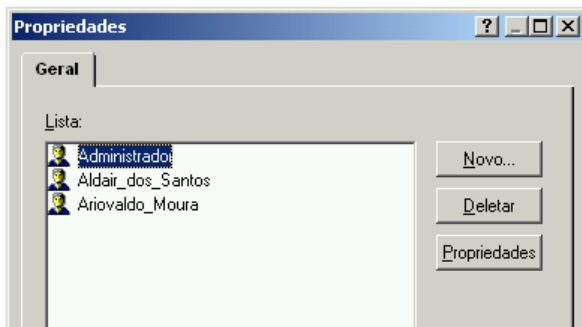 Propriedades
Geral
Lista:
Administrador
Aldair_dos_Santos
Ariovaldo_Moura
Novo...
Deletar
Propriedades